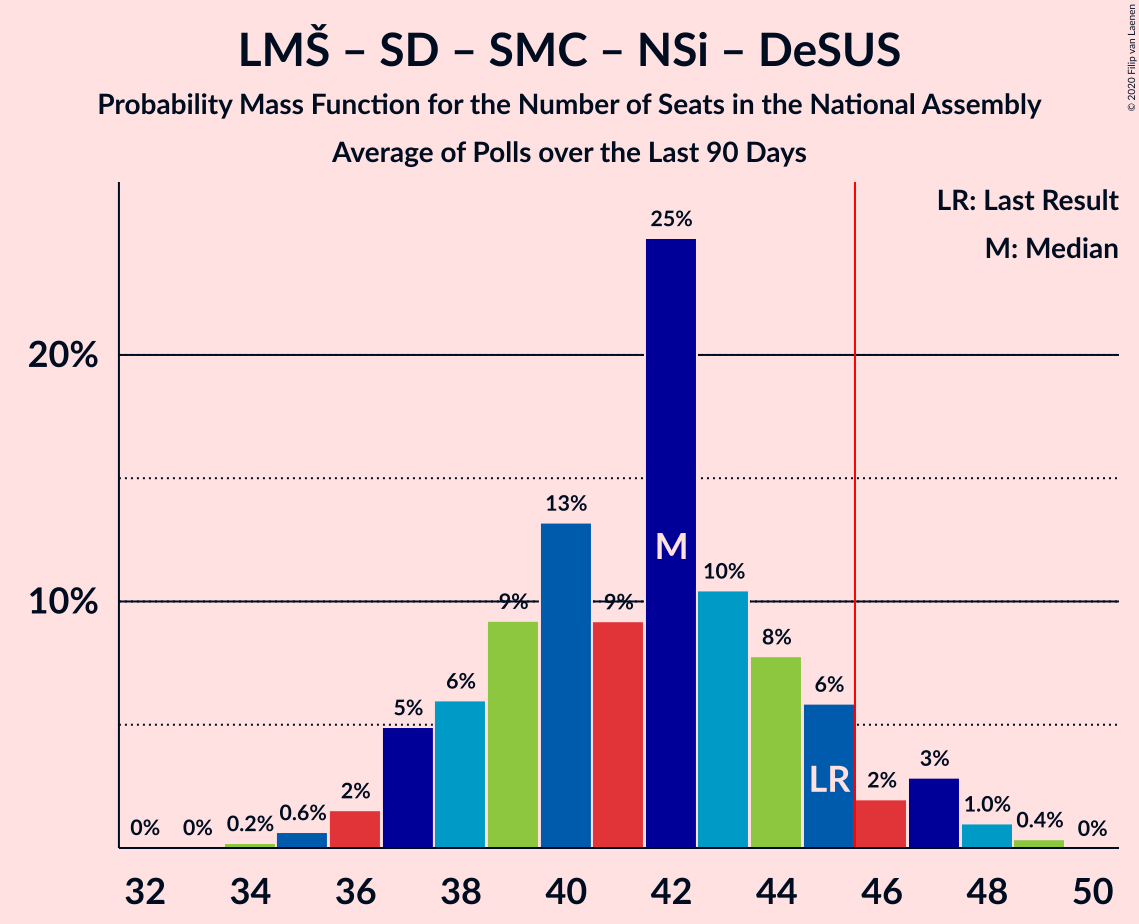 LMŠ – SD – SMC – NSi – DeSUS
Probability Mass Function for the Number of Seats in the National Assembly
Average of Polls over the Last 90 Days
© 2020 Filip van Laenen
LR: Last Result
M: Median
20%
10%
0%
0%
0.2%
0.6%
2%
5%
6%
9%
13%
9%
25%
10%
8%
6%
2%
3%
1.0%
0.4%
0%
M
LR
32 34 36 38 40 42 44 46 48 50